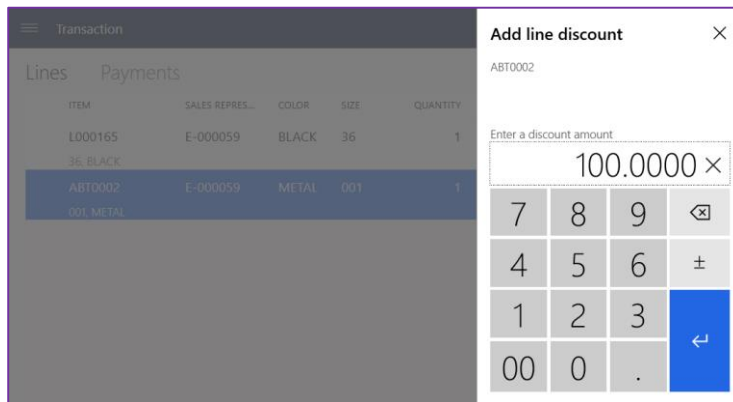 Transaction
Lines Payments
ITEM SALES REPRES... COLOR SIZE QUANTITY
L000165 E-000059 BLACK 36 1
36, BLACK
ABT0002 E-000059 METAL 001 1
001, METAL
Add line discount
ABT0002
Enter a discount amount
100.0000
7 8 9
4 5 6 ±
1 2 3
00 0 .